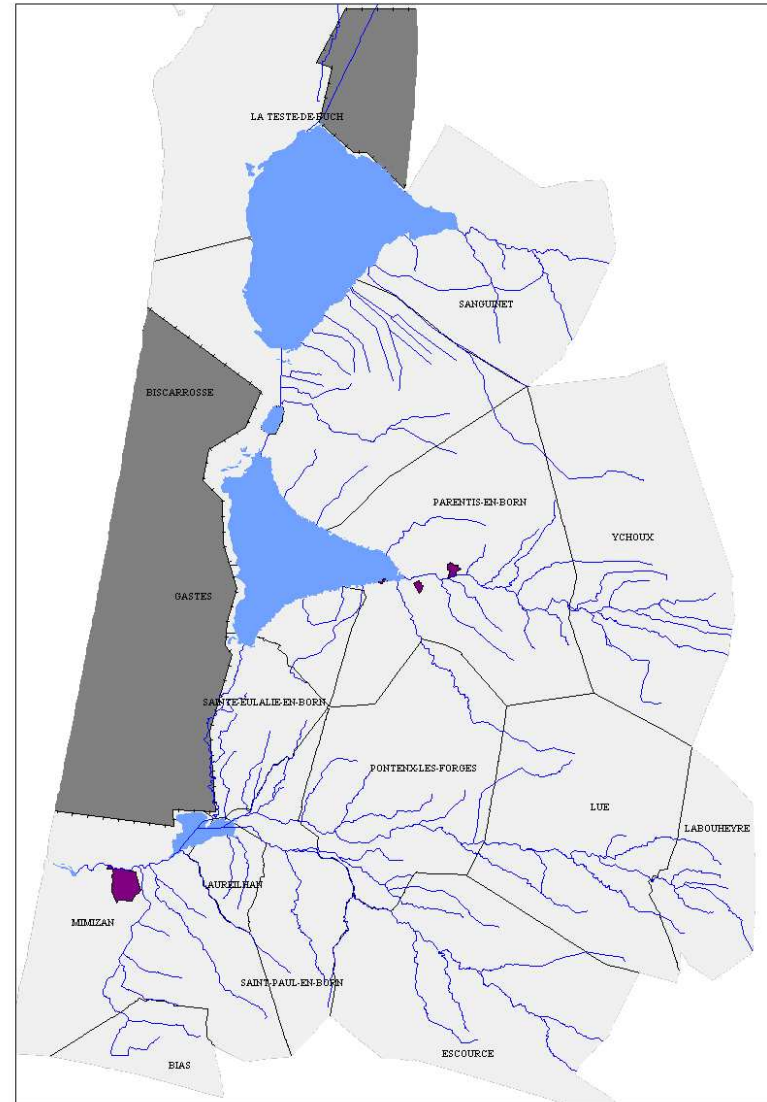 LA TESTE-DE-BUCH
SANGUINET
BISCARROSSE
PARENTIS-EN-BORN
YCHOUX
GASTES
SAINTE-EULALIE-EN-BORN
PONTENX-LES-FORGES
LUE
LABOUHEYRE
AUREILHAN
MIMIZAN
SAINT-PAUL-EN-BORN
ESCOURCE
BIAS